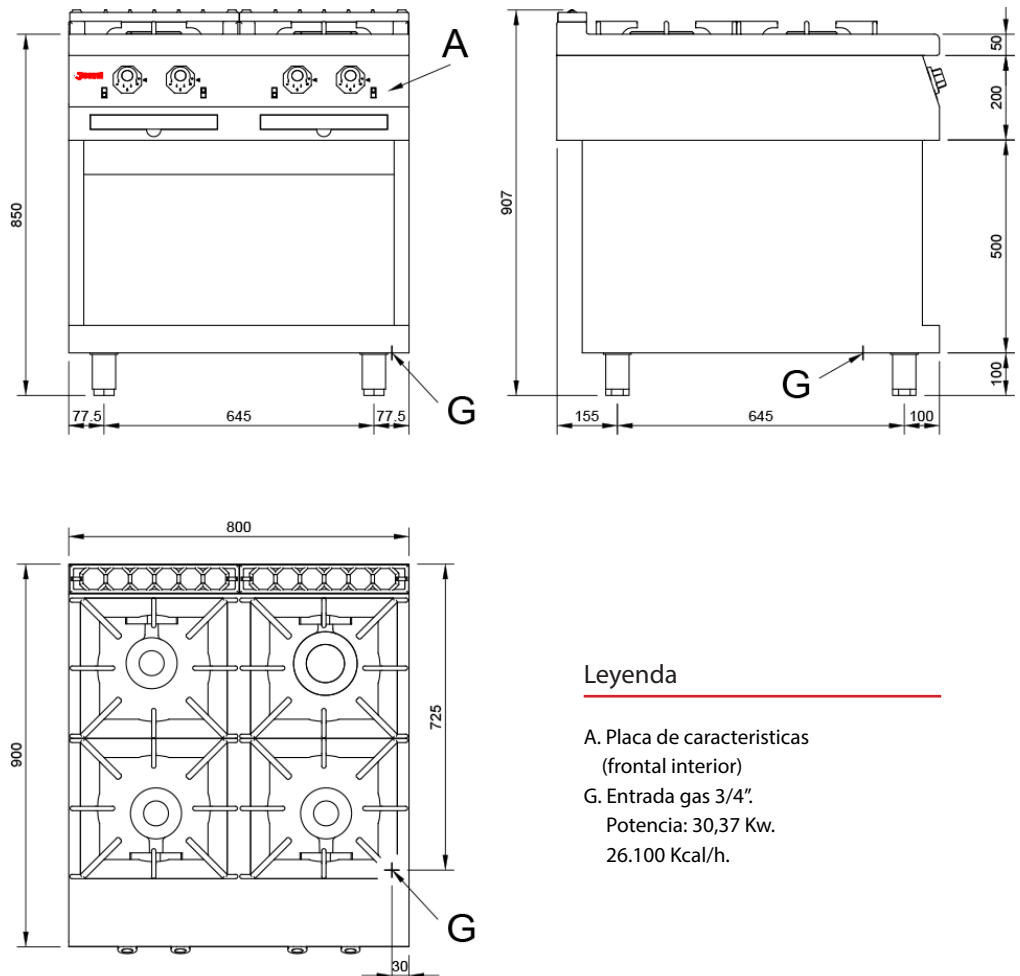 A
850
G
77.5
645
77.5
907
50
200
500
100
G
155
645
100
800
900
725
G
30
Leyenda
A. Placa de caracteristicas
(frontal interior)
G. Entrada gas 3/4”.
Potencia: 30,37 Kw.
26.100 Kcal/h.